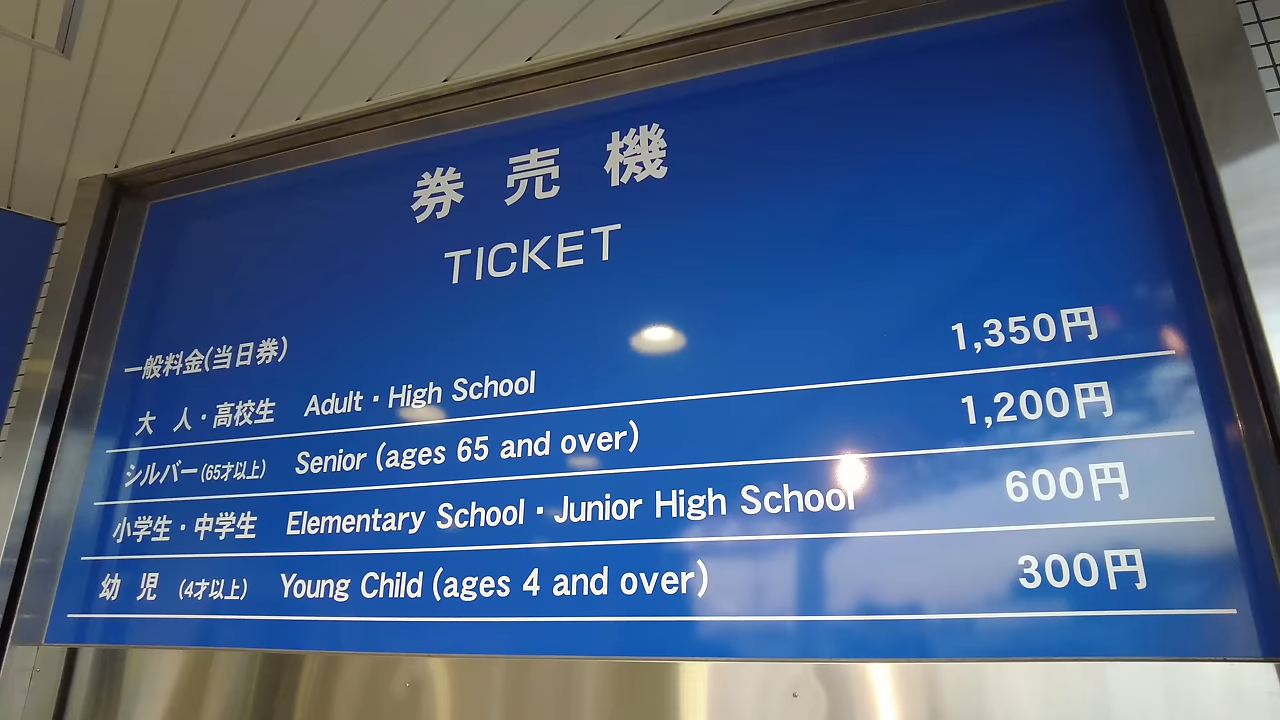 券売機
TICKET
一般料金(当日券)
大 人・高校生 Adult・High School 1,350円
シルバー(65才以上) Senior (ages 65 and over) 1,200円
小学生・中学生 Elementary School・Junior High School 600円
幼 児 (4才以上) Young Child (ages 4 and over) 300円